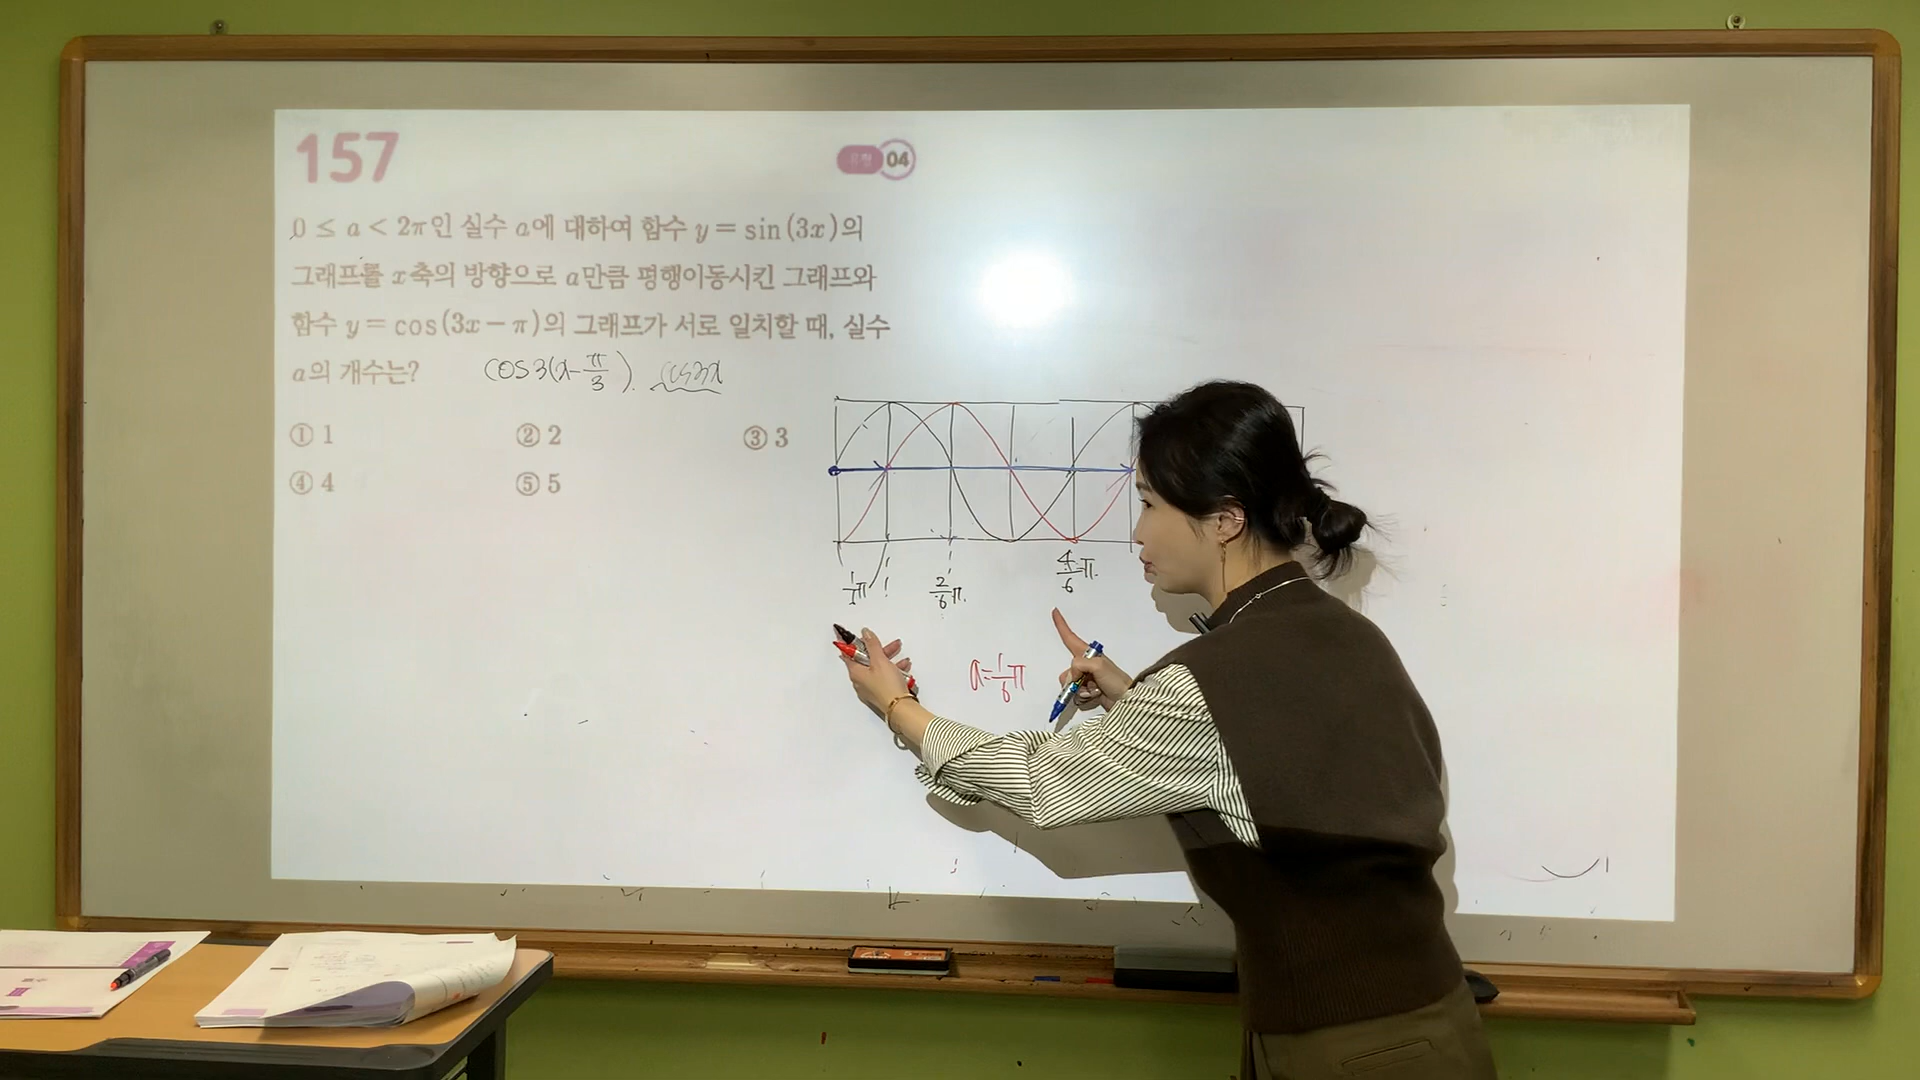 157
유형 04
0 ≤ a < 2π인 실수 a에 대하여 함수 y = sin(3x)의
그래프를 x축의 방향으로 a만큼 평행이동시킨 그래프와
함수 y = cos(3x − π)의 그래프가 서로 일치할 때, 실수
a의 개수는?
cos3(x-π/3).
① 1 ② 2 ③ 3
④ 4 ⑤ 5
2/6 π. 4/6 π.
a=1/6 π